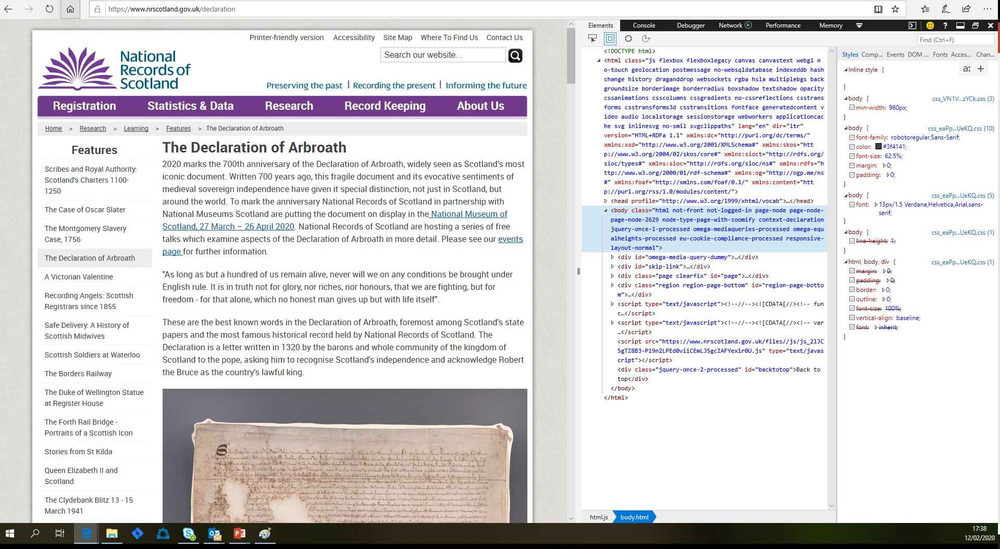 https://www.nrscotland.gov.uk/declaration
Printer-friendly version Accessibility Site Map Where To Find Us Contact Us
Search our website...
National
Records of
Scotland
Preserving the past | Recording the present | Informing the future
Registration Statistics & Data Research Record Keeping About Us
Home > Research > Learning > Features > The Declaration of Arbroath
Features
Scribes and Royal Authority:
Scotland's Charters 1100-
1250
The Case of Oscar Slater
The Montgomery Slavery
Case, 1756
The Declaration of Arbroath
A Victorian Valentine
Recording Angels: Scottish
Registrars since 1855
Safe Delivery: A History of
Scottish Midwives
Scottish Soldiers at Waterloo
The Borders Railway
The Duke of Wellington Statue
at Register House
The Forth Rail Bridge -
Portraits of a Scottish Icon
Stories from St Kilda
Queen Elizabeth II and
Scotland
The Clydebank Blitz 13 - 15
March 1941
The Declaration of Arbroath
2020 marks the 700th anniversary of the Declaration of Arbroath, widely seen as Scotland's most
iconic document. Written 700 years ago, this fragile document and its evocative sentiments of
medieval sovereign independence have given it special distinction, not just in Scotland, but
around the world. To mark the anniversary National Records of Scotland in partnership with
National Museums Scotland are putting the document on display in the National Museum of
Scotland, 27 March – 26 April 2020. National Records of Scotland are hosting a series of free
talks which examine aspects of the Declaration of Arbroath in more detail. Please see our events
page for further information.
"As long as but a hundred of us remain alive, never will we on any conditions be brought under
English rule. It is in truth not for glory, nor riches, nor honours, that we are fighting, but for
freedom - for that alone, which no honest man gives up but with life itself".
These are the best known words in the Declaration of Arbroath, foremost among Scotland's state
papers and the most famous historical record held by National Records of Scotland. The
Declaration is a letter written in 1320 by the barons and whole community of the kingdom of
Scotland to the pope, asking him to recognise Scotland's independence and acknowledge Robert
the Bruce as the country's lawful king.
Elements Console Debugger Network Performance Memory
Find (Ctrl+F)
<!DOCTYPE html>
<html class="js flexbox flexboxlegacy canvas canvastext webgl n
o-touch geolocation postmessage no-websqldatabase indexeddb hash
change history draganddrop websockets rgba hsla multiplebgs back
groundsize borderimage borderradius boxshadow textshadow opacity
cssanimations csscolumns cssgradients no-cssreflections csstrans
forms csstransforms3d csstransitions fontface generatedcontent v
ideo audio localstorage sessionstorage webworkers applicationcac
he svg inlinesvg no-smil svgclippaths" lang="en" dir="ltr"
version="HTML+RDFa 1.1" xmlns:dc="http://purl.org/dc/terms/"
xmlns:xsd="http://www.w3.org/2001/XMLSchema#" xmlns:skos="htt
p://www.w3.org/2004/02/skos/core#" xmlns:sioct="http://rdfs.org/
sioc/types#" xmlns:sioc="http://rdfs.org/sioc/ns#" xmlns:rdfs="h
ttp://www.w3.org/2000/01/rdf-schema#" xmlns:og="http://ogp.me/ns
#" xmlns:foaf="http://xmlns.com/foaf/0.1/" xmlns:content="htt
p://purl.org/rss/1.0/modules/content/">
<head profile="http://www.w3.org/1999/xhtml/vocab">…</head>
<body class="html not-front not-logged-in page-node page-node-
page-node-2629 node-type-page-with-zoomify context-declaration
jquery-once-1-processed omega-mediaqueries-processed omega-equ
alheights-processed eu-cookie-compliance-processed responsive-
layout-normal">
<div id="omega-media-query-dummy">…</div>
<div id="skip-link">…</div>
<div class="page clearfix" id="page">…</div>
<div class="region region-page-bottom" id="region-page-botto
m">…</div>
<script type="text/javascript"><!--//--><![CDATA[//><!-- fun
c…</script>
<script type="text/javascript"><!--//--><![CDATA[//><!-- var
…</script>
<script src="https://www.nrscotland.gov.uk/files//js/js_2lJC
5gTZ8B3-P19n2LPEd0viiCEmLJ5gcIAFYex1r0U.js" type="text/javas
cript"></script>
<div class="jquery-once-2-processed" id="backtotop">Back to
top</div>
</body>
</html>
html.js body.html
Styles Comp... Events DOM ... Fonts Acces... Chan...
Inline style { a: +
}
body { css_VN1V...zYCk.css (3)
min-width: 960px;
}
body { css_eaPp...UeKQ.css (10)
font-family: robotoregular,Sans-Serif;
color: #3f4141;
font-size: 62.5%;
margin: 0;
padding: 0;
}
body { css_eaPp...UeKQ.css (5)
font: 13px/1.5 Verdana,Helvetica,Arial,sans-
serif;
}
body { css_eaPp...UeKQ.css (1)
line-height: 1;
}
html, body, div { css_eaPp...UeKQ.css (1)
margin: 0;
padding: 0;
border: 0;
outline: 0;
font-size: 100%;
vertical-align: baseline;
font: inherit;
}
17:38
12/02/2020